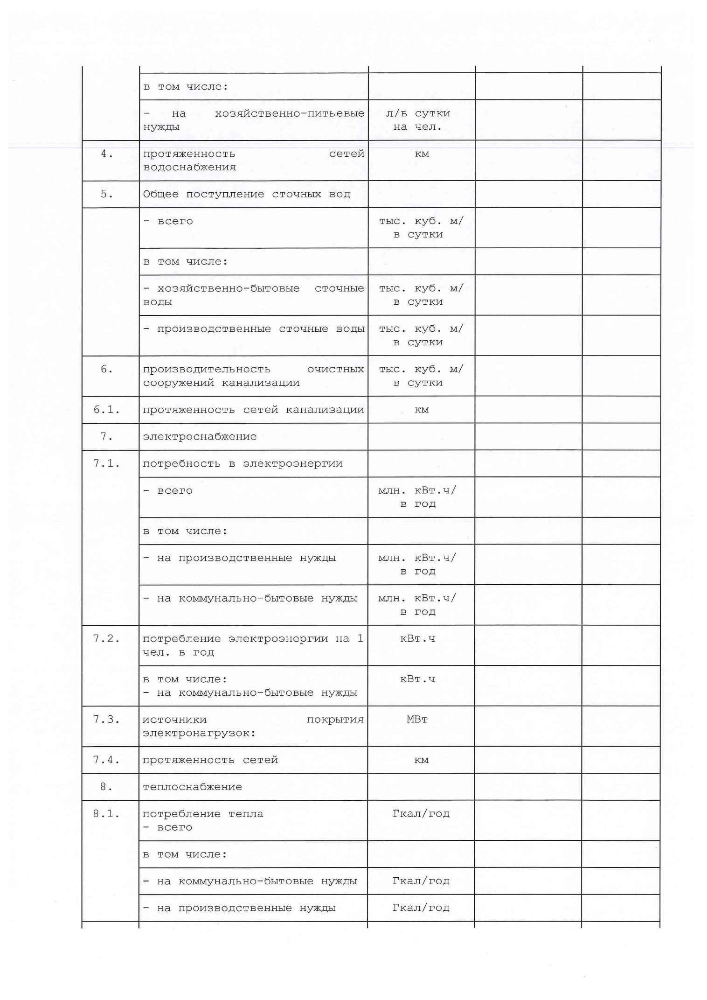 в том числе:
- на хозяйственно-питьевые л/в сутки
нужды на чел.
4. протяженность сетей км
водоснабжения
5. Общее поступление сточных вод
- всего тыс. куб. м/
в сутки
в том числе:
- хозяйственно-бытовые сточные тыс. куб. м/
воды в сутки
- производственные сточные воды тыс. куб. м/
в сутки
6. производительность очистных тыс. куб. м/
сооружений канализации в сутки
6.1. протяженность сетей канализации км
7. электроснабжение
7.1. потребность в электроэнергии
- всего млн. кВт.ч/
в год
в том числе:
- на производственные нужды млн. кВт.ч/
в год
- на коммунально-бытовые нужды млн. кВт.ч/
в год
7.2. потребление электроэнергии на 1 кВт.ч
чел. в год
в том числе: кВт.ч
- на коммунально-бытовые нужды
7.3. источники покрытия МВт
электронагрузок:
7.4. протяженность сетей км
8. теплоснабжение
8.1. потребление тепла Гкал/год
- всего
в том числе:
- на коммунально-бытовые нужды Гкал/год
- на производственные нужды Гкал/год